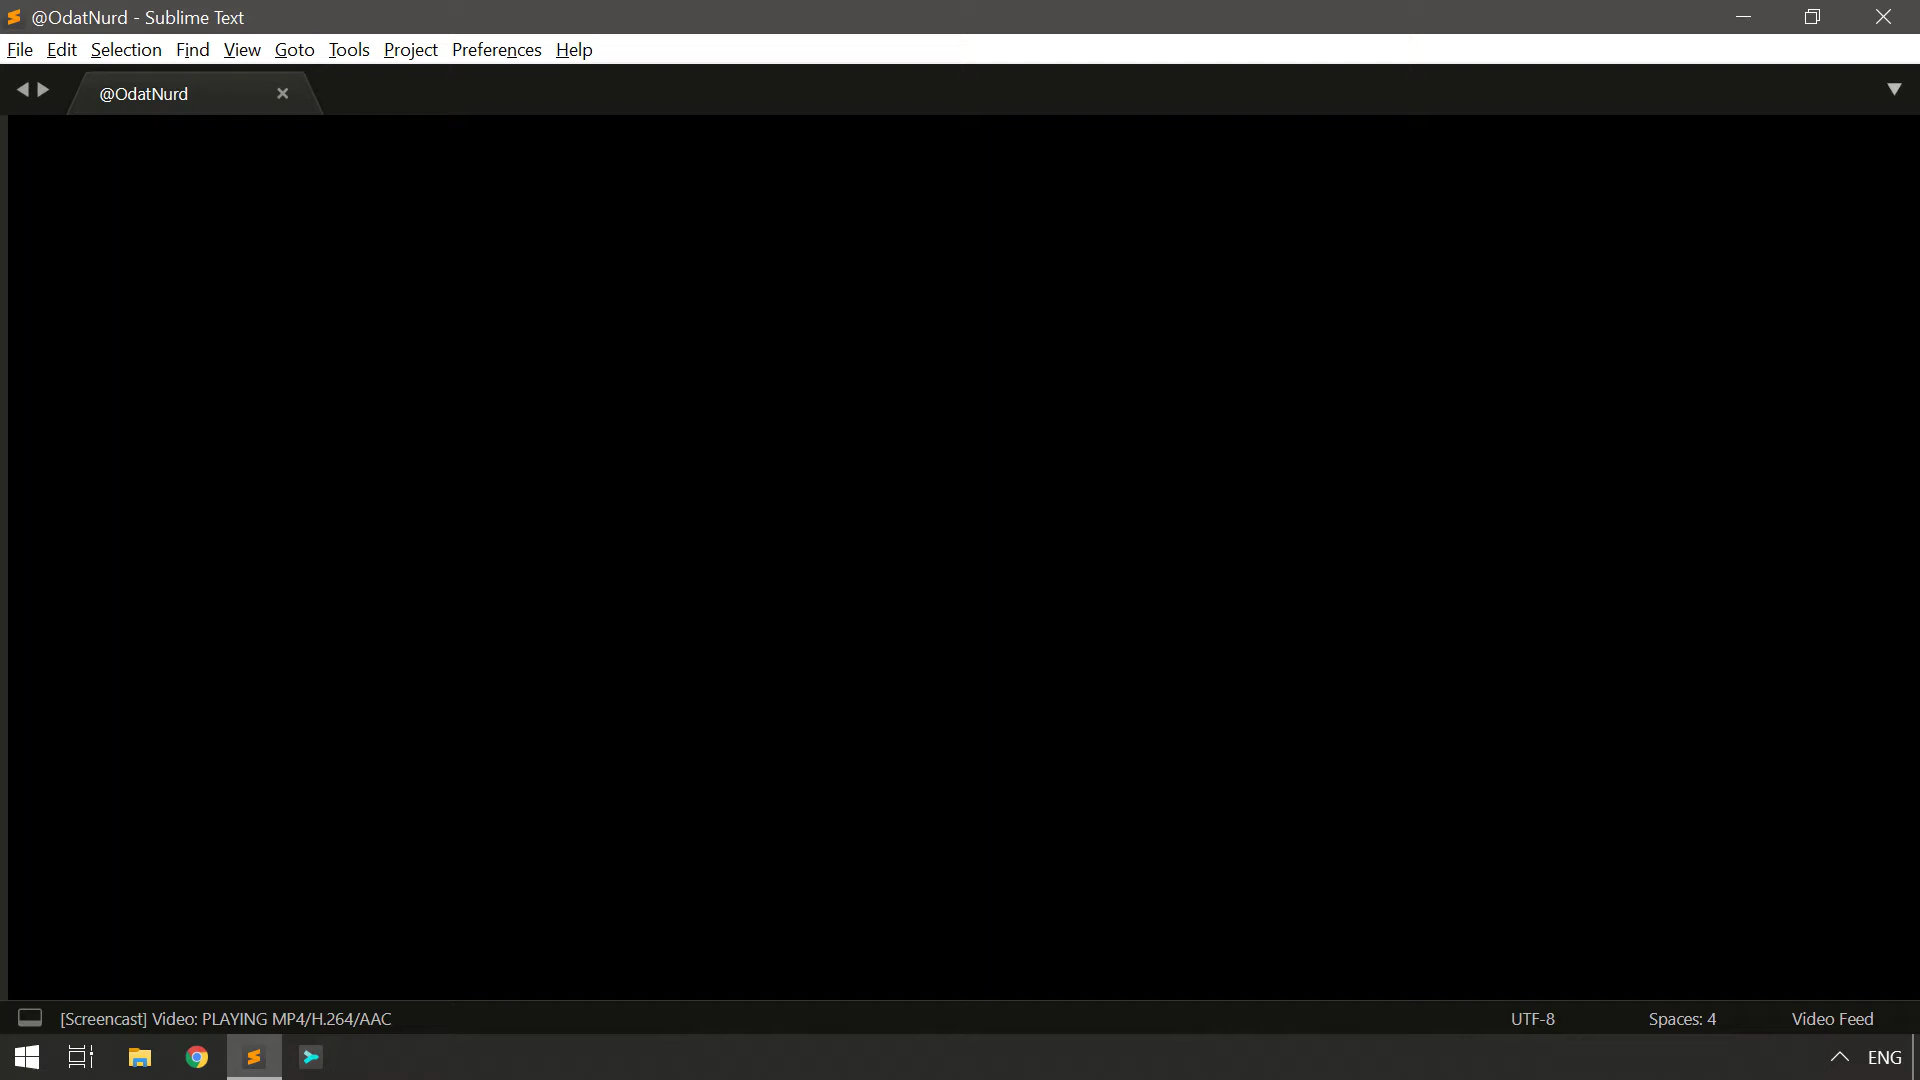 @OdatNurd - Sublime Text
File Edit Selection Find View Goto Tools Project Preferences Help
@OdatNurd
[Screencast] Video: PLAYING MP4/H.264/AAC UTF-8 Spaces: 4 Video Feed
ENG